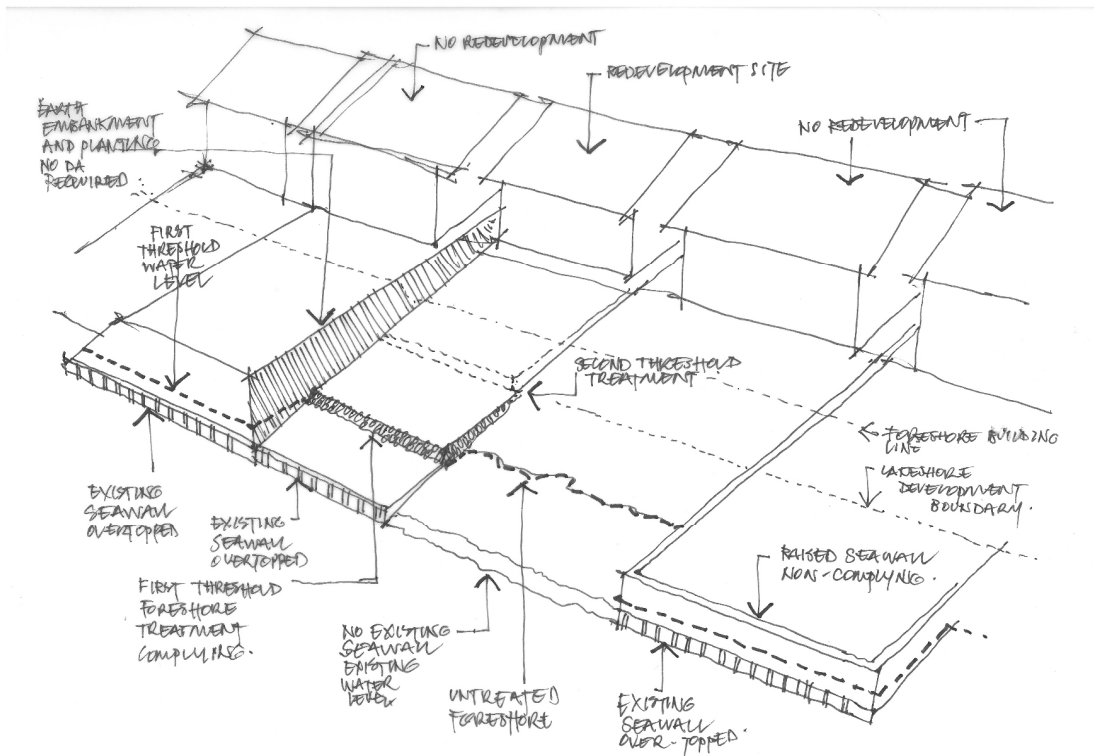 NO REDEVELOPMENT
REDEVELOPMENT SITE
NO REDEVELOPMENT
EARTH
EMBANKMENT
AND PLANTING
NO DA
REQUIRED
FIRST
THRESHOLD
WATER
LEVEL
SECOND THRESHOLD
TREATMENT
FORESHORE BUILDING
LINE
LAKESHORE
DEVELOPMENT
BOUNDARY.
EXISTING
SEAWALL
OVERTOPPED
EXISTING
SEAWALL
OVERTOPPED
RAISED SEAWALL
NON-COMPLYING.
FIRST THRESHOLD
FORESHORE
TREATMENT
COMPLYING.
NO EXISTING
SEAWALL
EXISTING
WATER
LEVEL
UNTREATED
FORESHORE
EXISTING
SEAWALL
OVER-TOPPED.